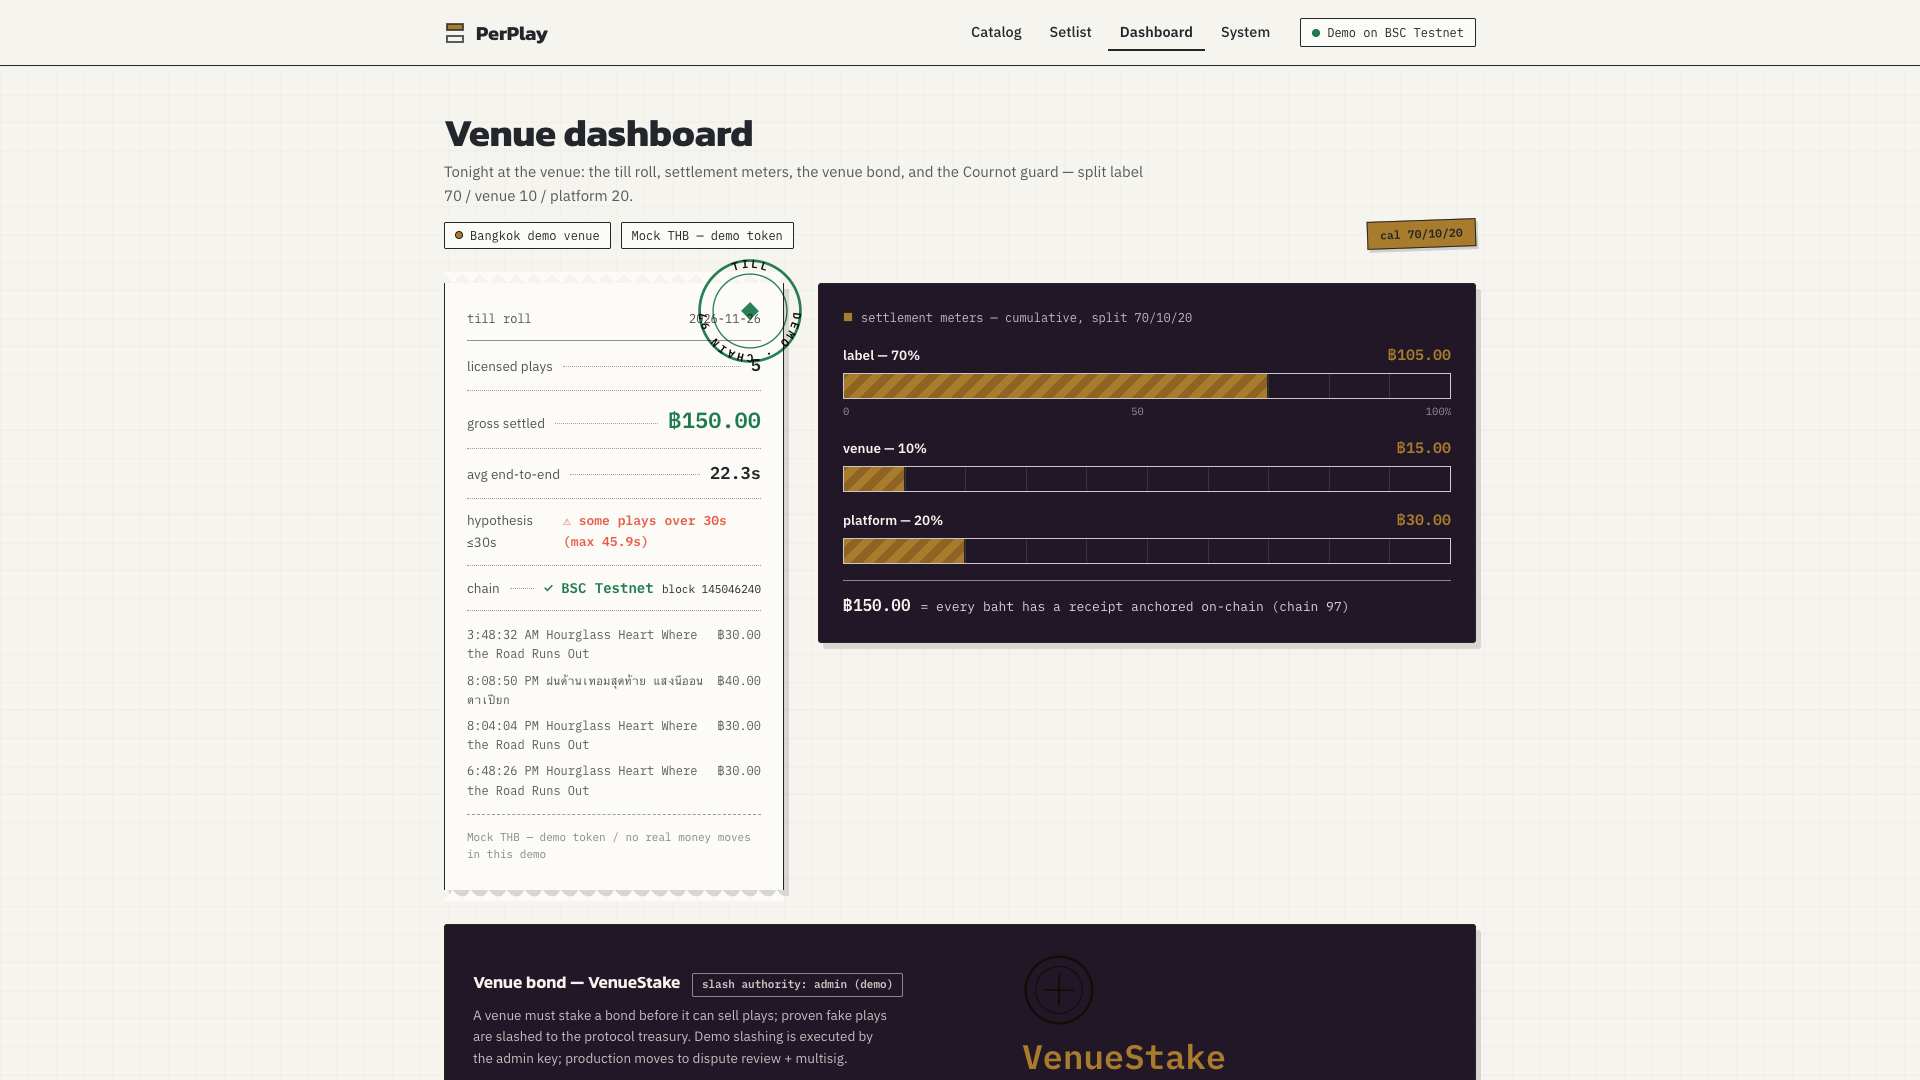 PerPlay
Catalog
Setlist
Dashboard
System
Demo on BSC Testnet
Venue dashboard
Tonight at the venue: the till roll, settlement meters, the venue bond, and the Cournot guard — split label
70 / venue 10 / platform 20.
Bangkok demo venue
Mock THB — demo token
cal 70/10/20
TILL
DEMO · CHAIN 97
till roll
2026-11-26
licensed plays
5
gross settled
฿150.00
avg end-to-end
22.3s
hypothesis
≤30s
⚠ some plays over 30s
(max 45.9s)
chain
✓ BSC Testnet block 145046240
3:48:32 AM Hourglass Heart Where ฿30.00
the Road Runs Out
8:08:50 PM ฝนด้านเทอมสุดท้าย แสงนีออน ฿40.00
ตาเปียก
8:04:04 PM Hourglass Heart Where ฿30.00
the Road Runs Out
6:48:26 PM Hourglass Heart Where ฿30.00
the Road Runs Out
Mock THB — demo token / no real money moves
in this demo
settlement meters — cumulative, split 70/10/20
label — 70%
฿105.00
0
50
100%
venue — 10%
฿15.00
platform — 20%
฿30.00
฿150.00 = every baht has a receipt anchored on-chain (chain 97)
Venue bond — VenueStake
slash authority: admin (demo)
A venue must stake a bond before it can sell plays; proven fake plays
are slashed to the protocol treasury. Demo slashing is executed by
the admin key; production moves to dispute review + multisig.
VenueStake